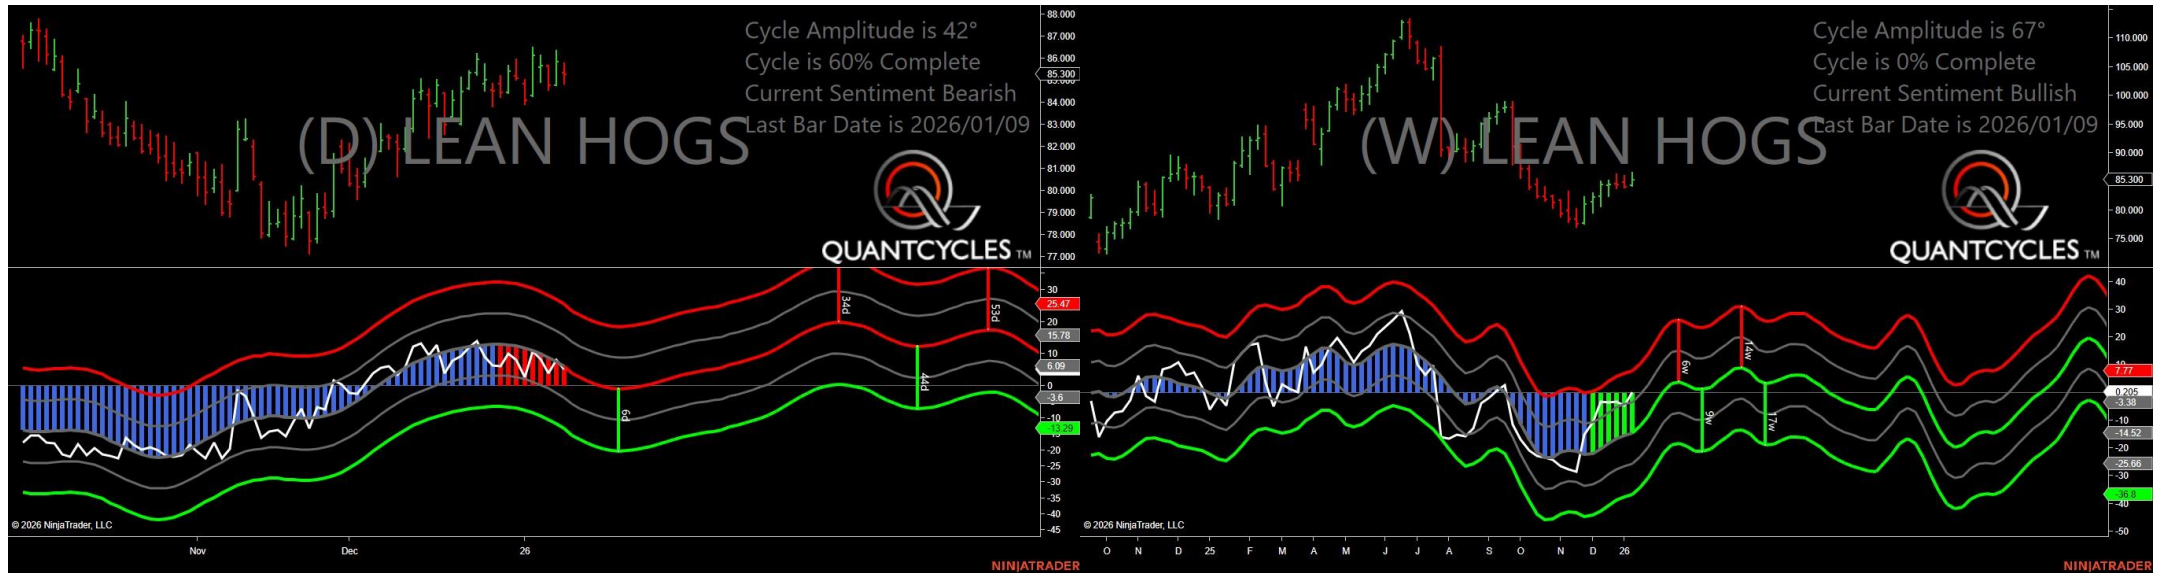 Cycle Amplitude is 42°
Cycle is 60% Complete
Current Sentiment Bearish
Last Bar Date is 2026/01/09
(D) LEAN HOGS
QUANTCYCLES TM
88.000
87.000
86.000
85.300
84.000
83.000
82.000
81.000
80.000
79.000
78.000
77.000
34d
53d
44d
6d
30
25.47
20
15.78
10
6.09
0
-3.6
-10
-13.29
-20
-25
-30
-35
-40
-45
© 2026 NinjaTrader, LLC
Nov Dec 26
NINJATRADER
Cycle Amplitude is 67°
Cycle is 0% Complete
Current Sentiment Bullish
Last Bar Date is 2026/01/09
(W) LEAN HOGS
QUANTCYCLES TM
110.000
105.000
100.000
95.000
90.000
85.300
80.000
75.000
6w
14w
9w
17w
40
30
20
7.77
0.205
-3.38
-10
-14.52
-20
-25.66
-30
-36.8
-40
-50
© 2026 NinjaTrader, LLC
O N D 25 F M A M J J A S O N D 26
NINJATRADER